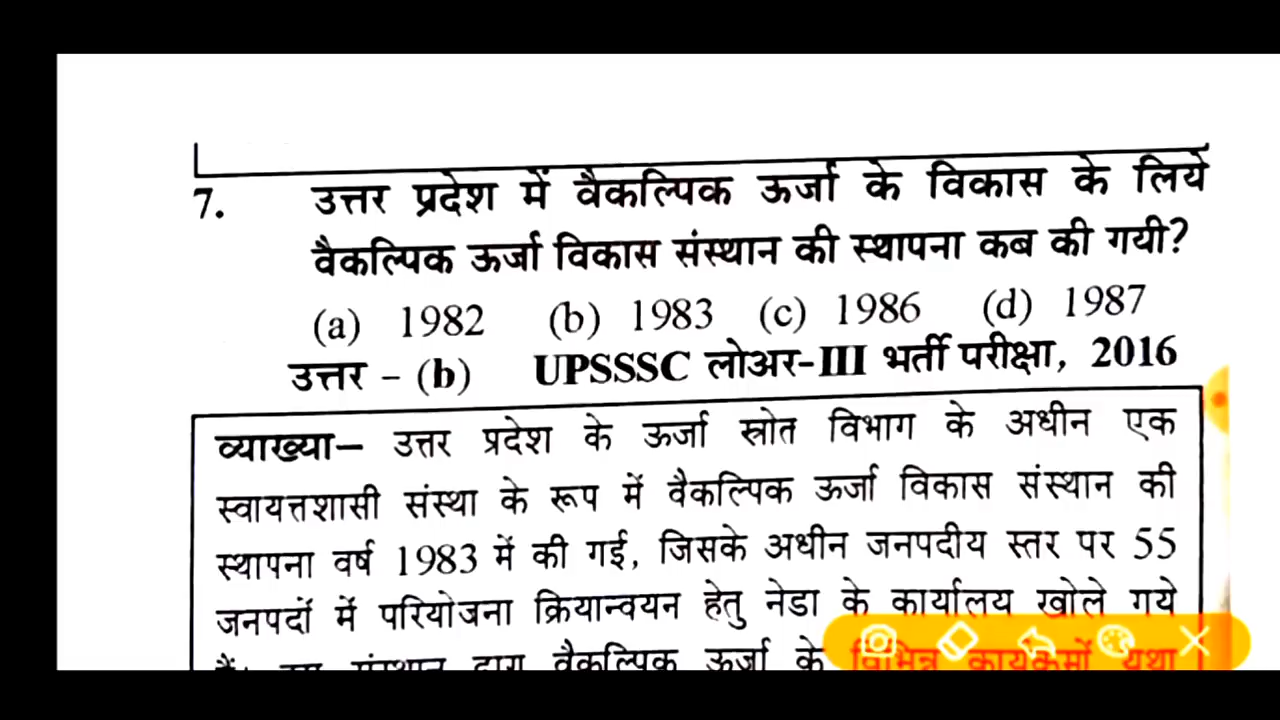 7. उत्तर प्रदेश में वैकल्पिक ऊर्जा के विकास के लिये
वैकल्पिक ऊर्जा विकास संस्थान की स्थापना कब की गयी?
(a) 1982 (b) 1983 (c) 1986 (d) 1987
उत्तर – (b) UPSSSC लोअर–III भर्ती परीक्षा, 2016
व्याख्या– उत्तर प्रदेश के ऊर्जा स्रोत विभाग के अधीन एक
स्वायत्तशासी संस्था के रूप में वैकल्पिक ऊर्जा विकास संस्थान की
स्थापना वर्ष 1983 में की गई, जिसके अधीन जनपदीय स्तर पर 55
जनपदों में परियोजना क्रियान्वयन हेतु नेडा के कार्यालय खोले गये
वैकल्पिक ऊर्जा के